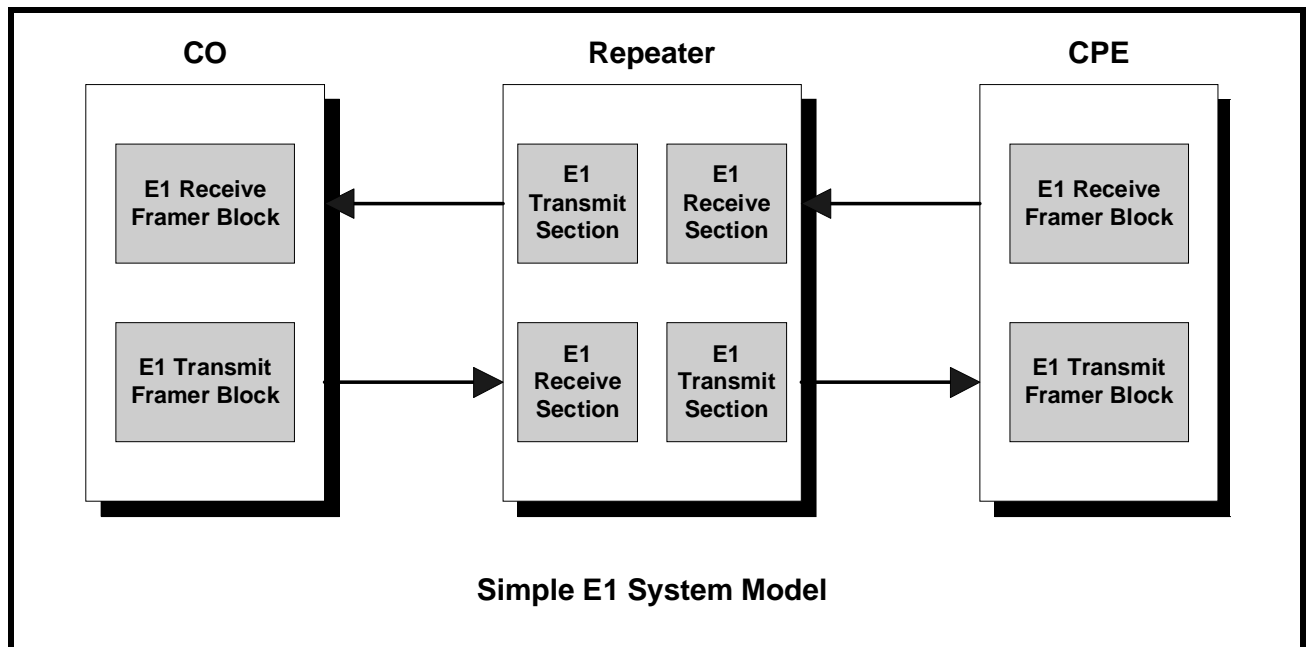 CO
Repeater
CPE
E1 Receive
Framer Block
E1
Transmit
Section
E1
Receive
Section
E1 Receive
Framer Block
E1 Transmit
Framer Block
E1
Receive
Section
E1
Transmit
Section
E1 Transmit
Framer Block
Simple E1 System Model